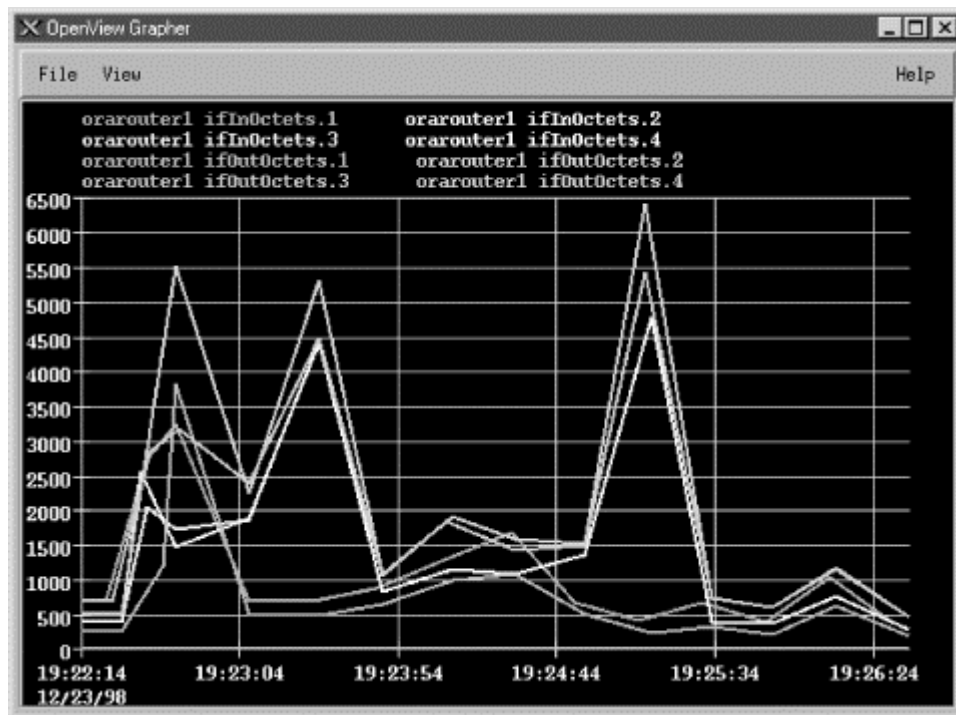 OpenView Grapher
File View Help
orarouter1 ifInOctets.1 orarouter1 ifInOctets.2
orarouter1 ifInOctets.3 orarouter1 ifInOctets.4
orarouter1 ifOutOctets.1 orarouter1 ifOutOctets.2
orarouter1 ifOutOctets.3 orarouter1 ifOutOctets.4
6500
6000
5500
5000
4500
4000
3500
3000
2500
2000
1500
1000
500
0
19:22:14 19:23:04 19:23:54 19:24:44 19:25:34 19:26:24
12/23/98